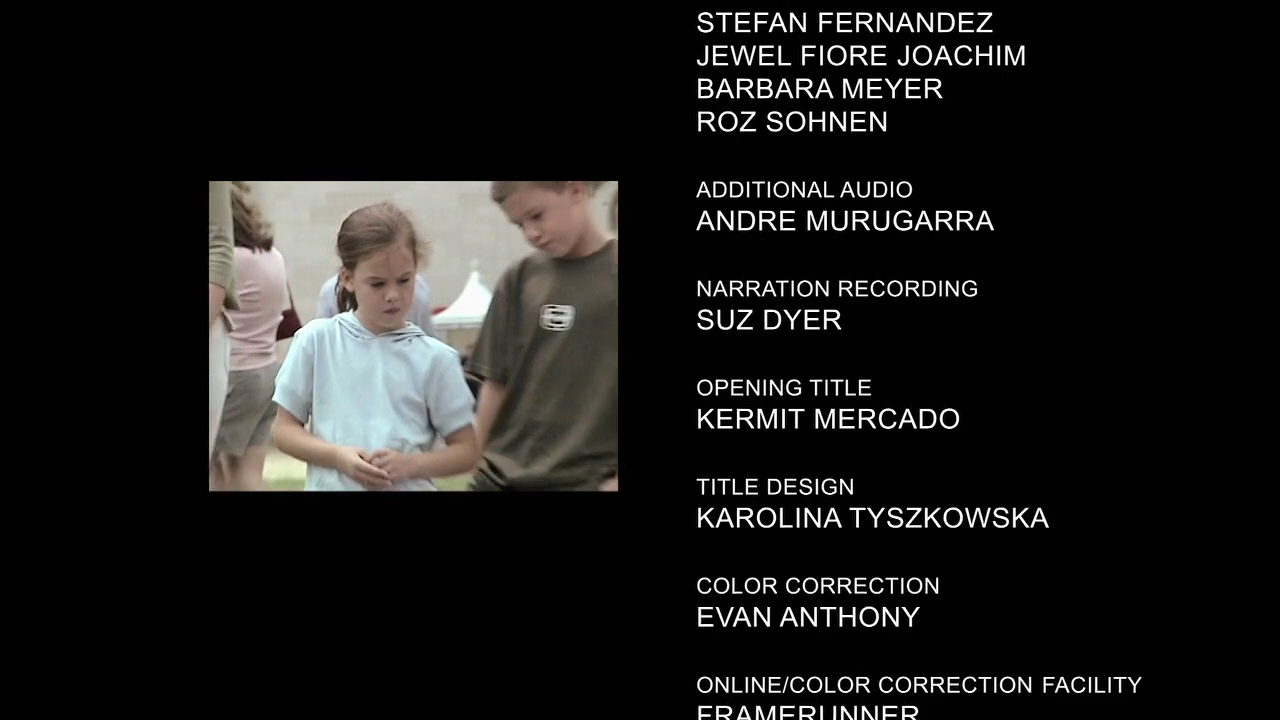 STEFAN FERNANDEZ
JEWEL FIORE JOACHIM
BARBARA MEYER
ROZ SOHNEN
ADDITIONAL AUDIO
ANDRE MURUGARRA
NARRATION RECORDING
SUZ DYER
OPENING TITLE
KERMIT MERCADO
TITLE DESIGN
KAROLINA TYSZKOWSKA
COLOR CORRECTION
EVAN ANTHONY
ONLINE/COLOR CORRECTION FACILITY
FRAMERUNNER